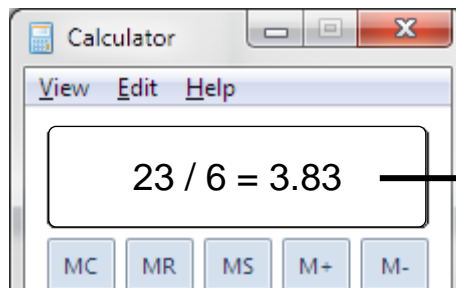 Calculator
View Edit Help
23 / 6 = 3.83
MC MR MS M+ M-